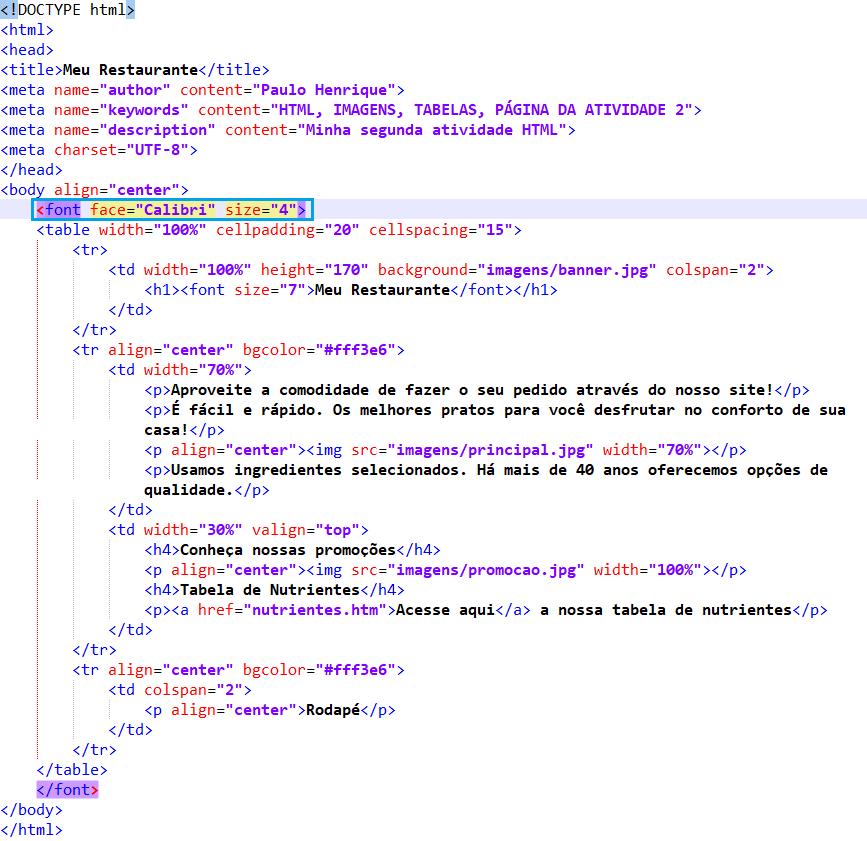 <!DOCTYPE html>
<html>
<head>
<title>Meu Restaurante</title>
<meta name="author" content="Paulo Henrique">
<meta name="keywords" content="HTML, IMAGENS, TABELAS, PÁGINA DA ATIVIDADE 2">
<meta name="description" content="Minha segunda atividade HTML">
<meta charset="UTF-8">
</head>
<body align="center">
<font face="Calibri" size="4">
<table width="100%" cellpadding="20" cellspacing="15">
<tr>
<td width="100%" height="170" background="imagens/banner.jpg" colspan="2">
<h1><font size="7">Meu Restaurante</font></h1>
</td>
</tr>
<tr align="center" bgcolor="#fff3e6">
<td width="70%">
<p>Aproveite a comodidade de fazer o seu pedido através do nosso site!</p>
<p>É fácil e rápido. Os melhores pratos para você desfrutar no conforto de sua
casa!</p>
<p align="center"><img src="imagens/principal.jpg" width="70%"></p>
<p>Usamos ingredientes selecionados. Há mais de 40 anos oferecemos opções de
qualidade.</p>
</td>
<td width="30%" valign="top">
<h4>Conheça nossas promoções</h4>
<p align="center"><img src="imagens/promocao.jpg" width="100%"></p>
<h4>Tabela de Nutrientes</h4>
<p><a href="nutrientes.htm">Acesse aqui</a> a nossa tabela de nutrientes</p>
</td>
</tr>
<tr align="center" bgcolor="#fff3e6">
<td colspan="2">
<p align="center">Rodapé</p>
</td>
</tr>
</table>
</font>
</body>
</html>